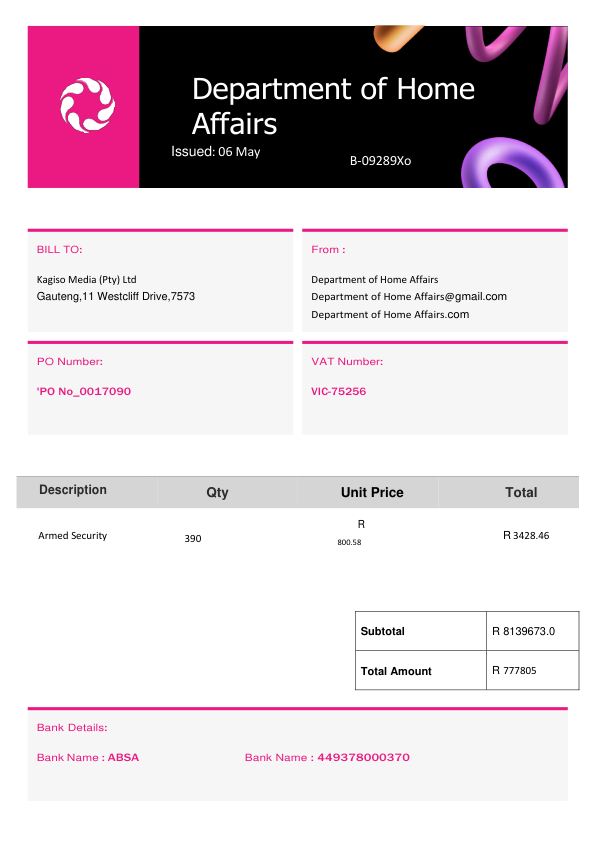 Department of Home
Affairs
Issued: 06 May
B-09289Xo
BILL TO:
Kagiso Media (Pty) Ltd
Gauteng,11 Westcliff Drive,7573
From :
Department of Home Affairs
Department of Home Affairs@gmail.com
Department of Home Affairs.com
PO Number:
'PO No_0017090
VAT Number:
VIC-75256
Description Qty Unit Price Total
Armed Security 390 R 800.58 R 3428.46
Subtotal R 8139673.0
Total Amount R 777805
Bank Details:
Bank Name : ABSA Bank Name : 449378000370